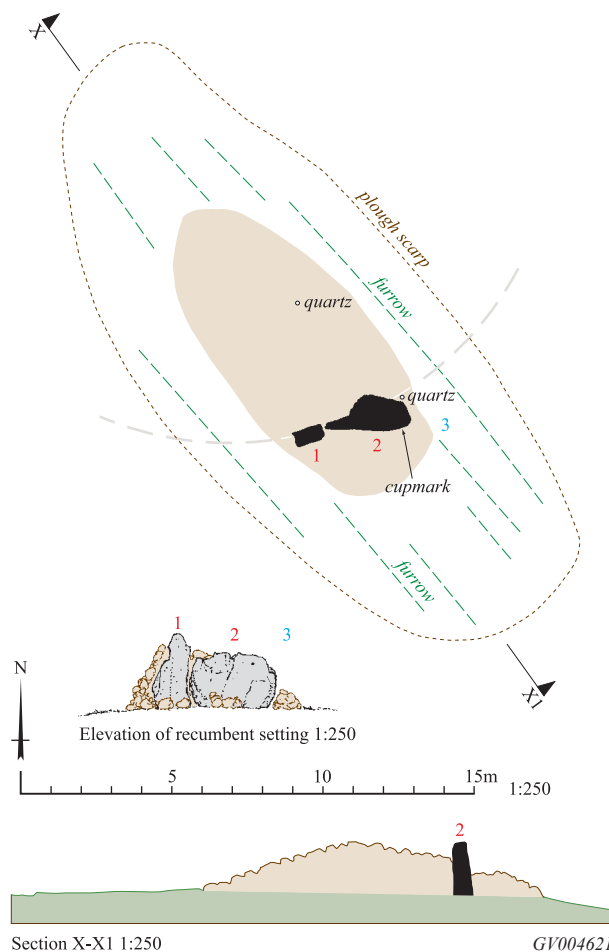 X
plough scarp
furrow
quartz
quartz
3
2
1
cupmark
furrow
X1
1 2 3
N
Elevation of recumbent setting 1:250
5 10 15m 1:250
2
Section X-X1 1:250 GV004621